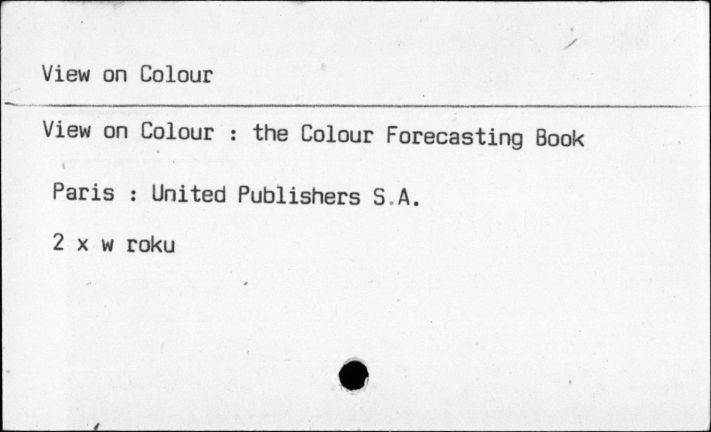 View on Colour
View on Colour : the Colour Forecasting Book
Paris : United Publishers S.A.
2 x w roku